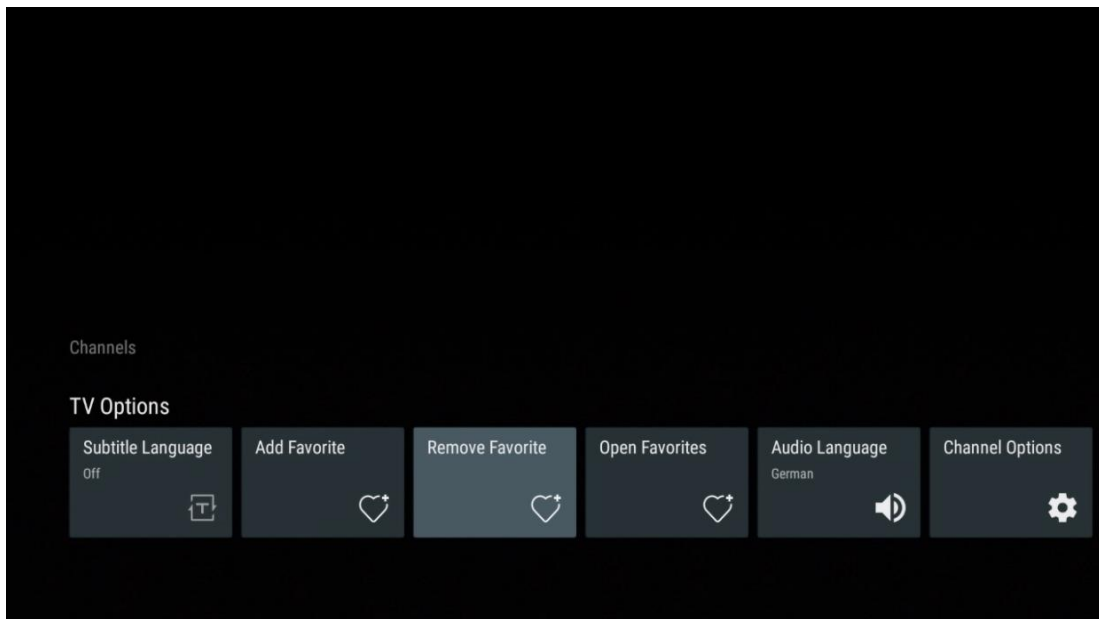 Channels
TV Options
Subtitle Language
Off
Add Favorite
Remove Favorite
Open Favorites
Audio Language
German
Channel Options